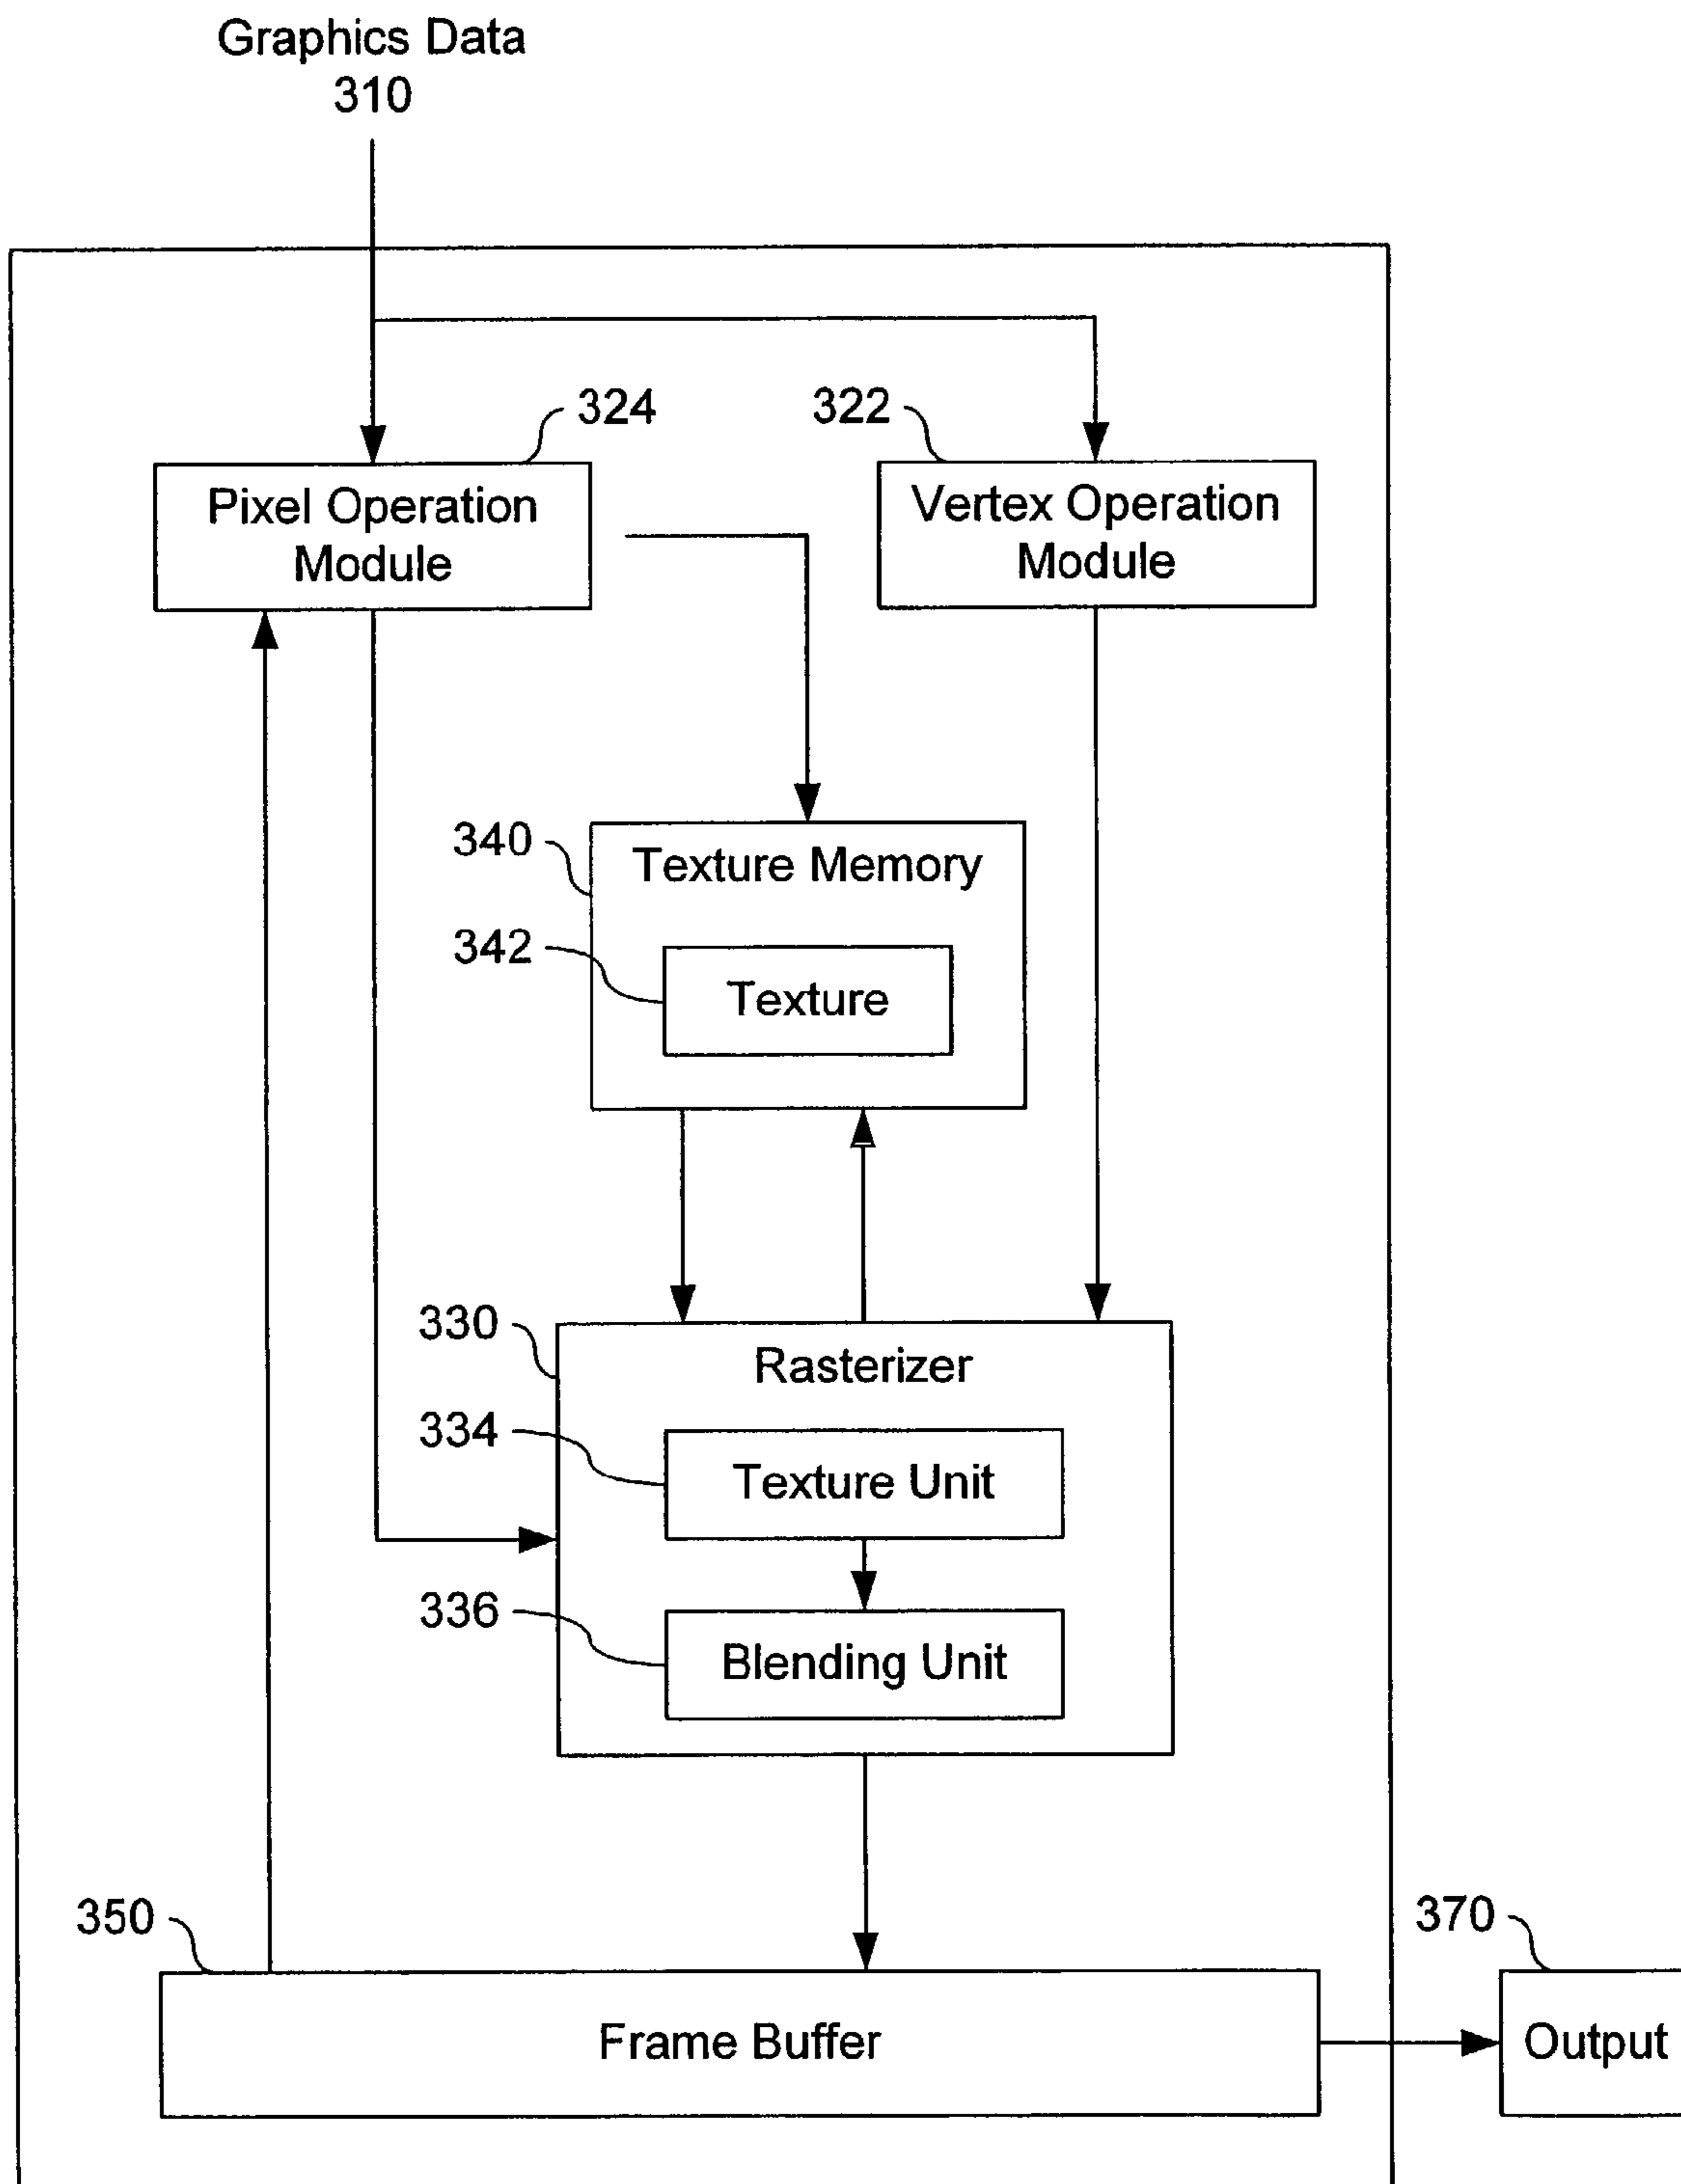 Graphics Data
310
324
322
Pixel Operation
Module
Vertex Operation
Module
340
Texture Memory
342
Texture
330
Rasterizer
334
Texture Unit
336
Blending Unit
350
370
Frame Buffer
Output